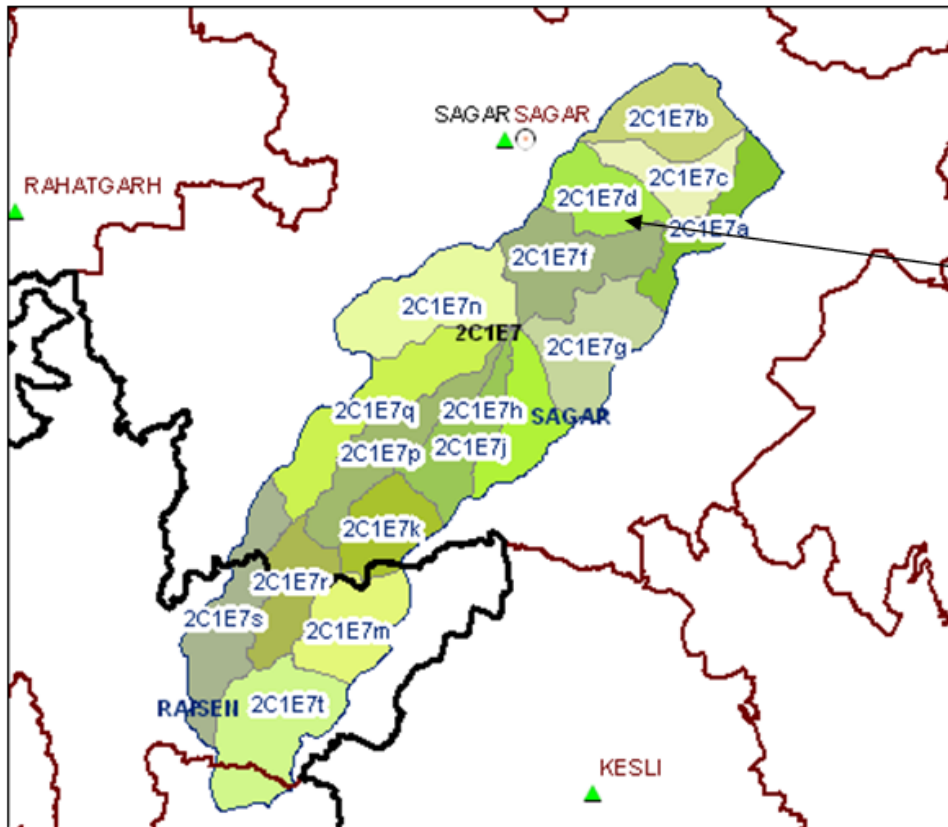 SAGAR SAGAR
2C1E7b
RAHATGARH
2C1E7c
2C1E7d
2C1E7a
2C1E7f
2C1E7n
2C1E7
2C1E7g
2C1E7q
2C1E7h
SAGAR
2C1E7p
2C1E7j
2C1E7k
2C1E7r
2C1E7s
2C1E7m
RAISEN
2C1E7t
KESLI